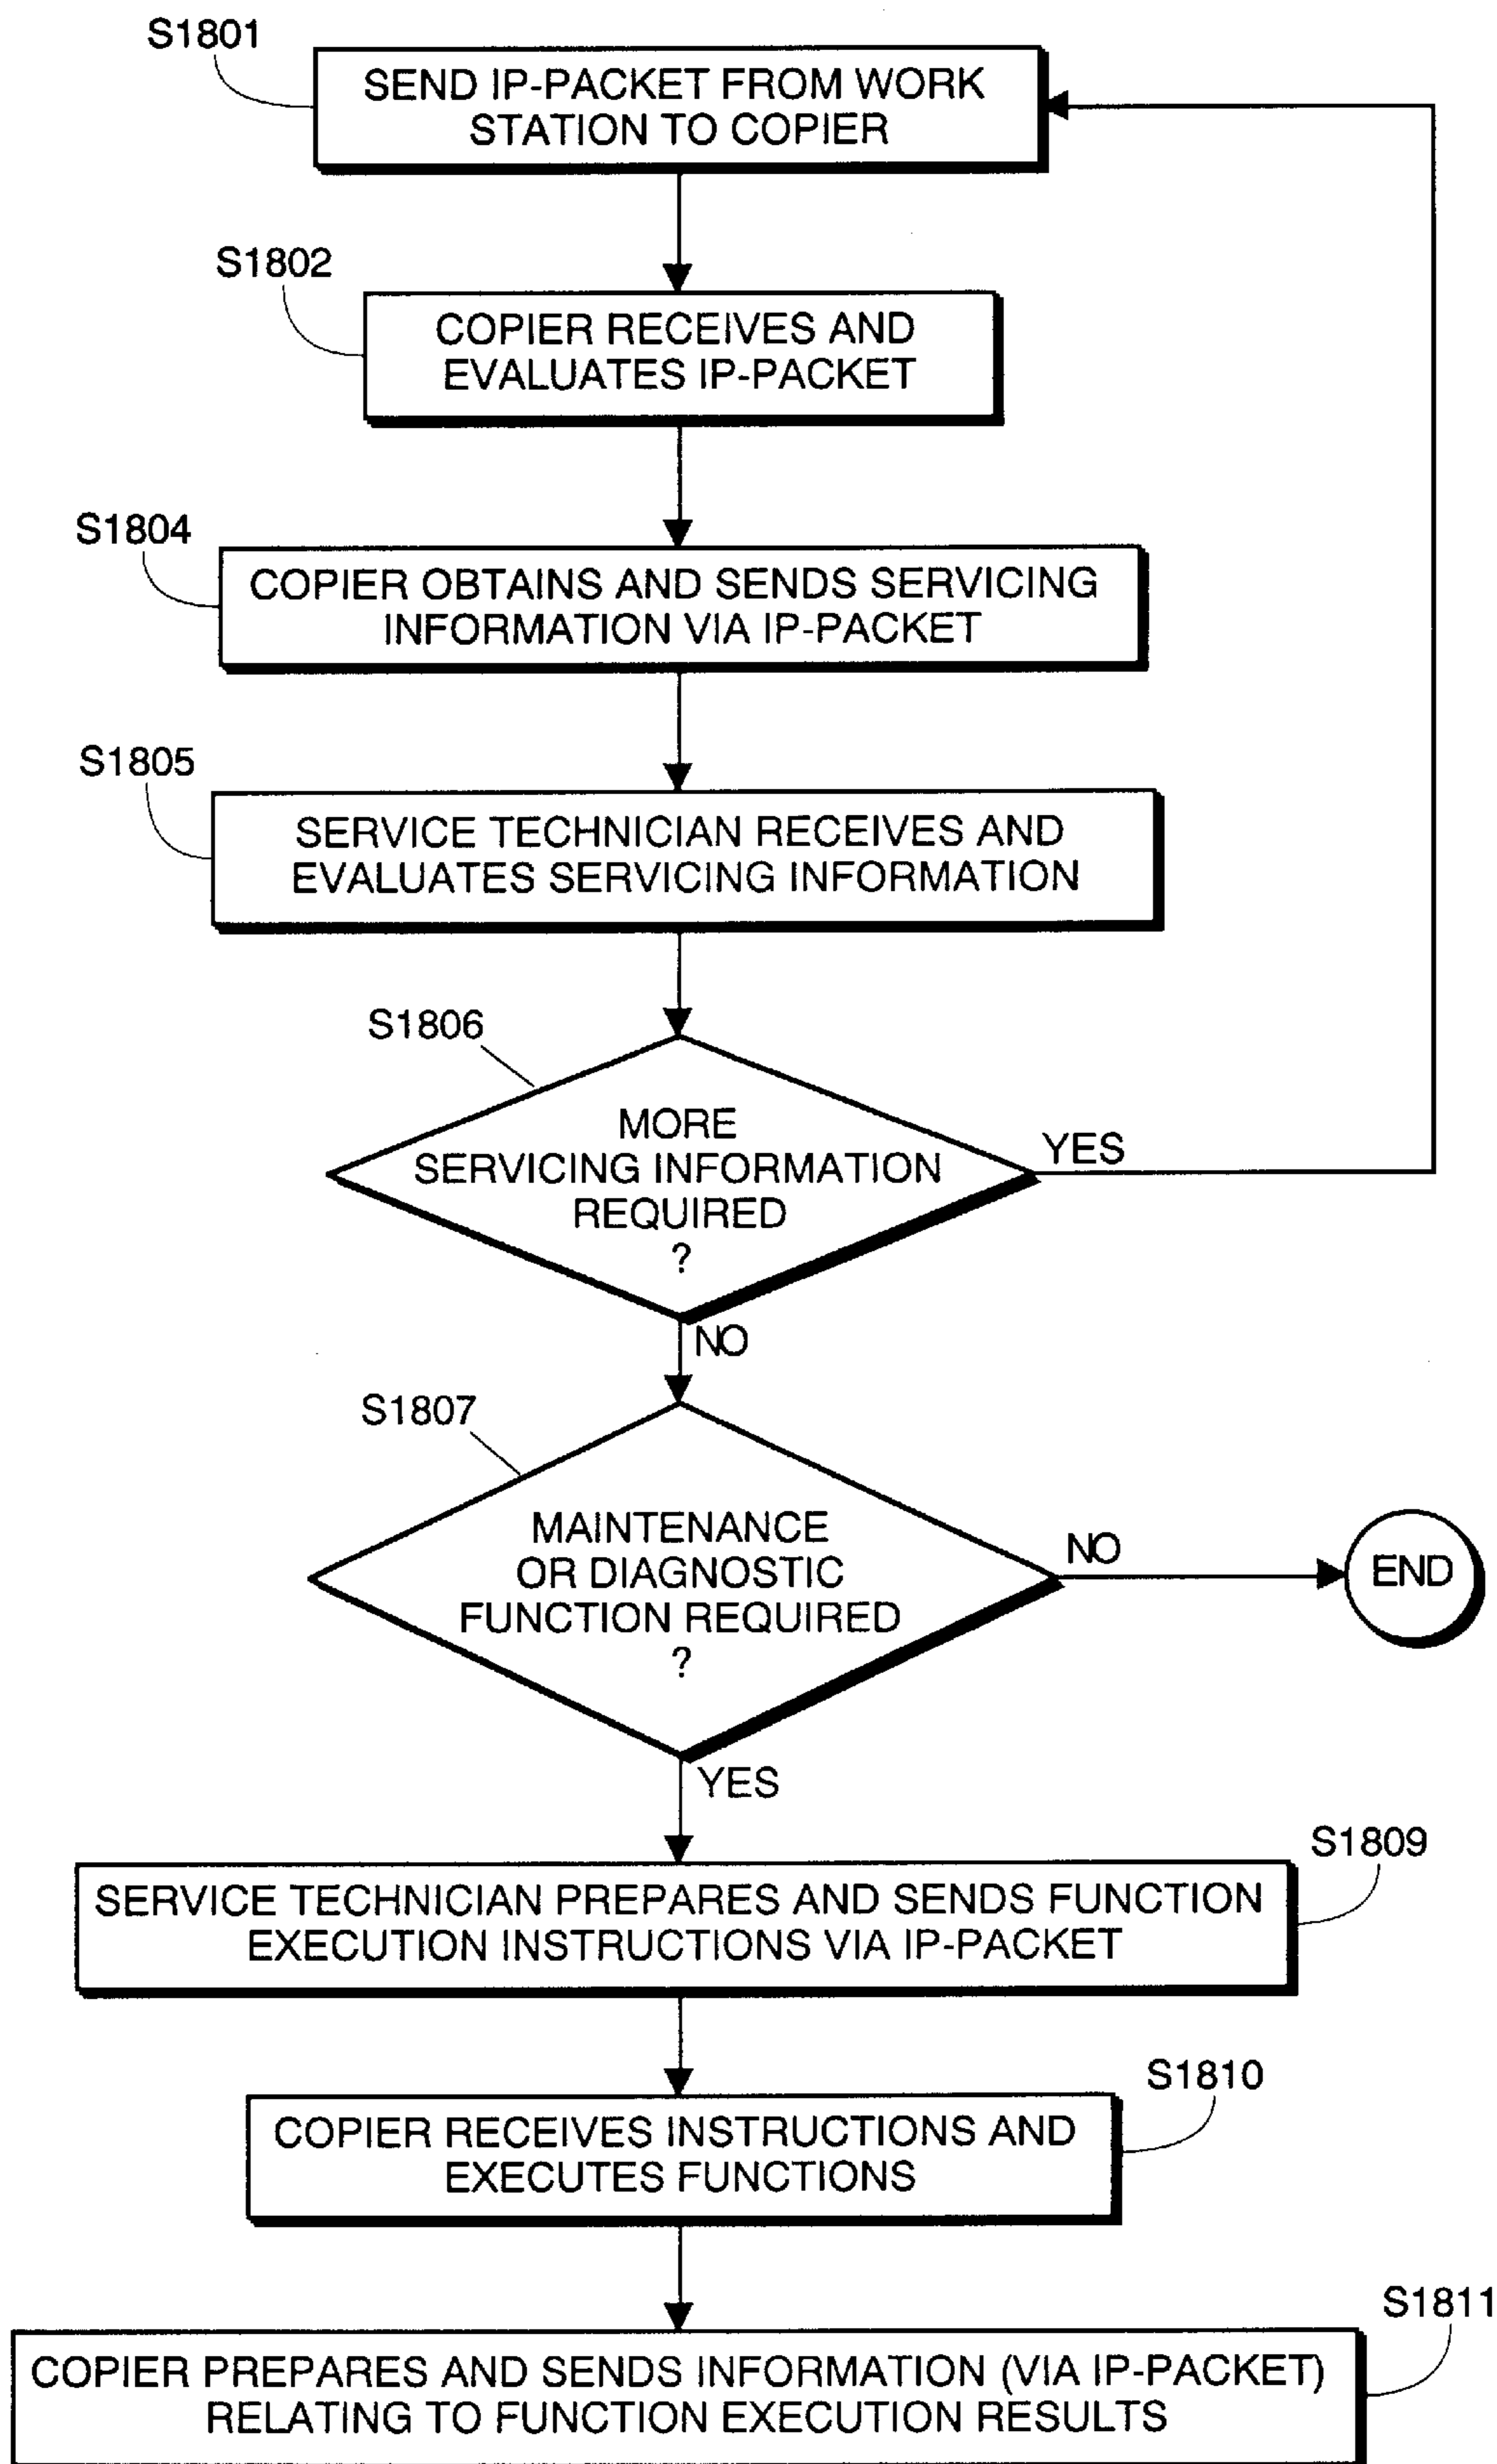 S1801
SEND IP-PACKET FROM WORK
STATION TO COPIER
S1802
COPIER RECEIVES AND
EVALUATES IP-PACKET
S1804
COPIER OBTAINS AND SENDS SERVICING
INFORMATION VIA IP-PACKET
S1805
SERVICE TECHNICIAN RECEIVES AND
EVALUATES SERVICING INFORMATION
S1806
MORE
SERVICING INFORMATION
REQUIRED
?
YES
NO
S1807
MAINTENANCE
OR DIAGNOSTIC
FUNCTION REQUIRED
?
NO
END
YES
S1809
SERVICE TECHNICIAN PREPARES AND SENDS FUNCTION
EXECUTION INSTRUCTIONS VIA IP-PACKET
S1810
COPIER RECEIVES INSTRUCTIONS AND
EXECUTES FUNCTIONS
S1811
COPIER PREPARES AND SENDS INFORMATION (VIA IP-PACKET)
RELATING TO FUNCTION EXECUTION RESULTS